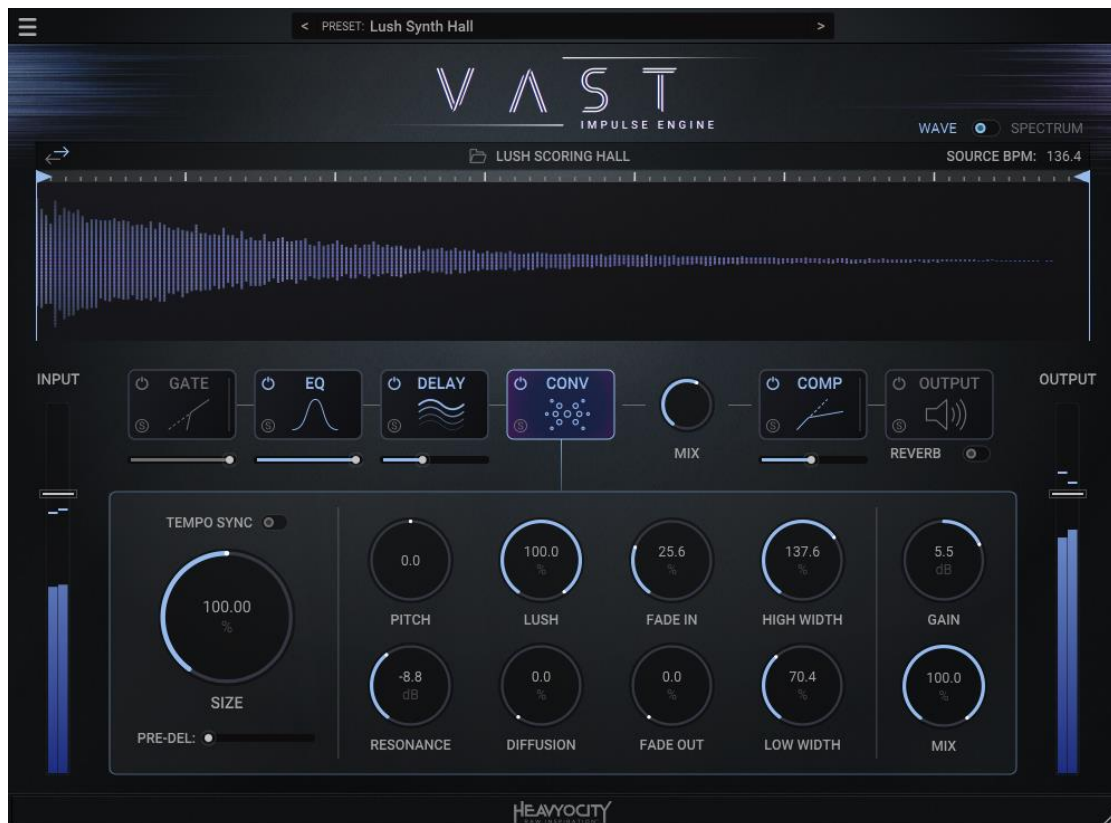 < PRESET: Lush Synth Hall >
VAST
IMPULSE ENGINE
WAVE SPECTRUM
LUSH SCORING HALL SOURCE BPM: 136.4
INPUT GATE EQ DELAY CONV COMP OUTPUT OUTPUT
S S S S S S
MIX REVERB
TEMPO SYNC
0.0 100.0 % 25.6 % 137.6 % 5.5 dB
100.00 %
PITCH LUSH FADE IN HIGH WIDTH GAIN
-8.8 dB 0.0 % 0.0 % 70.4 % 100.0 %
SIZE
PRE-DEL: RESONANCE DIFFUSION FADE OUT LOW WIDTH MIX
HEAVYOCITY
RAW INSPIRATION